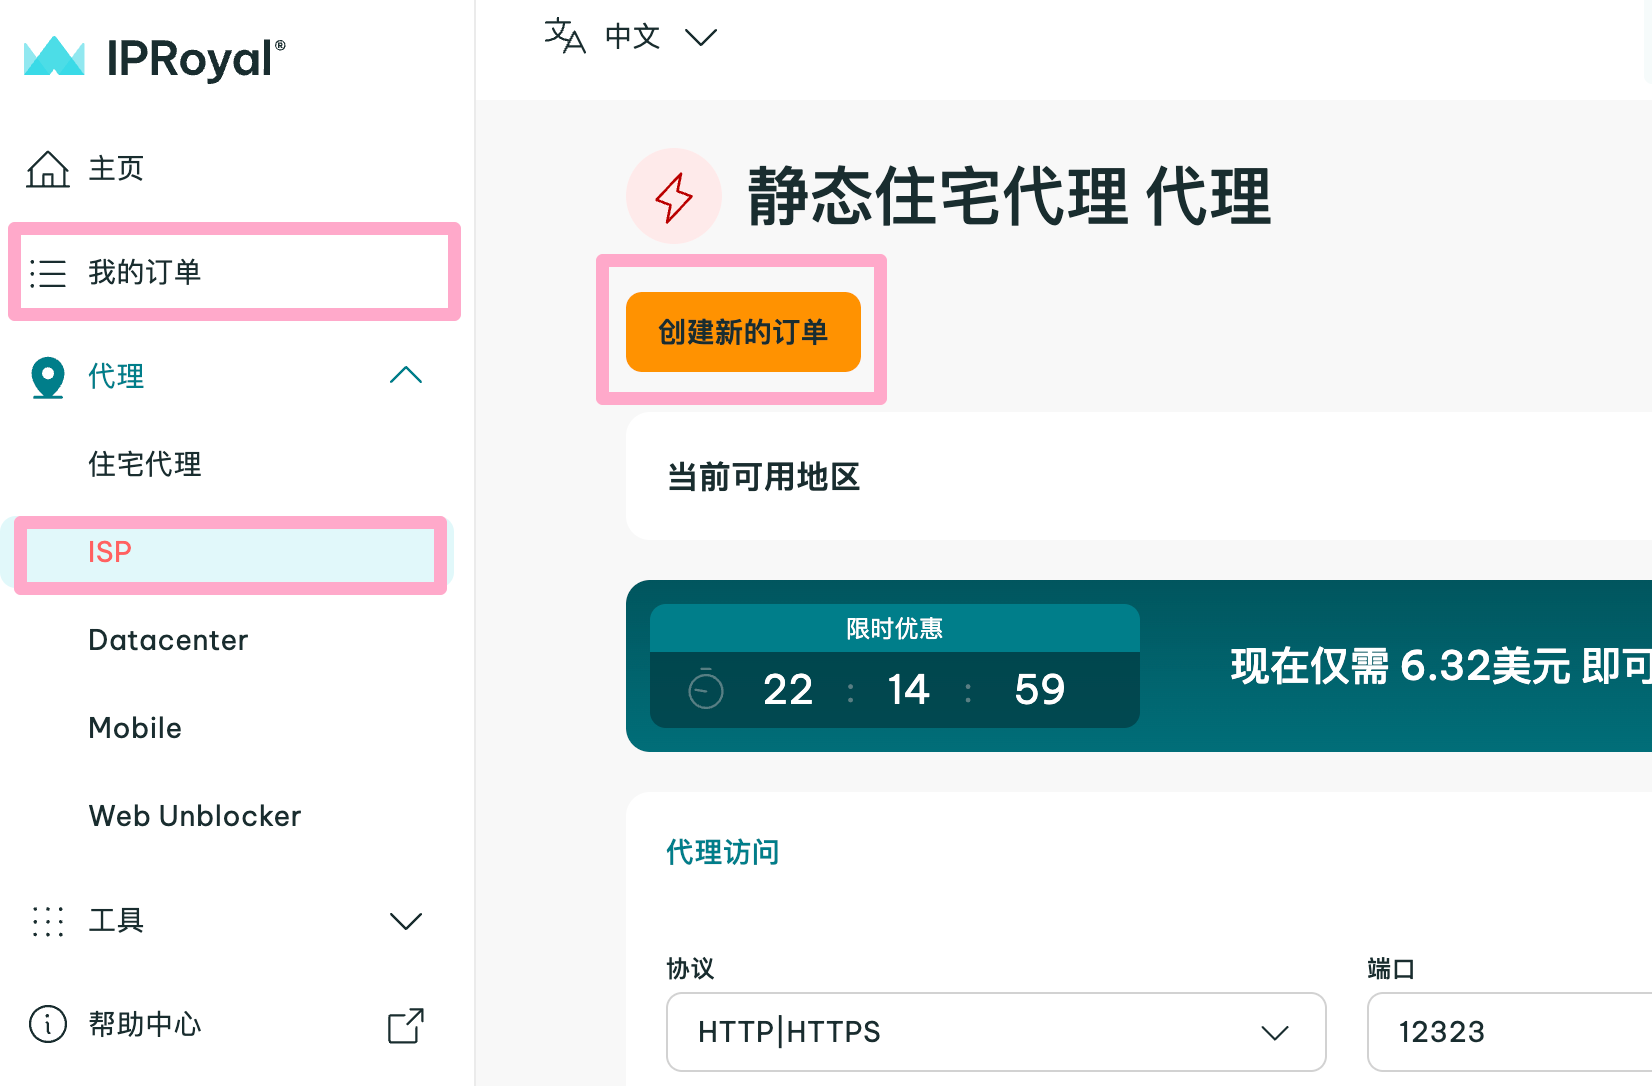 IPRoyal®
中文
主页
我的订单
代理
住宅代理
ISP
Datacenter
Mobile
Web Unblocker
工具
帮助中心
静态住宅代理 代理
创建新的订单
当前可用地区
限时优惠
22 : 14 : 59
现在仅需 6.32美元 即可
代理访问
协议
HTTP|HTTPS
端口
12323